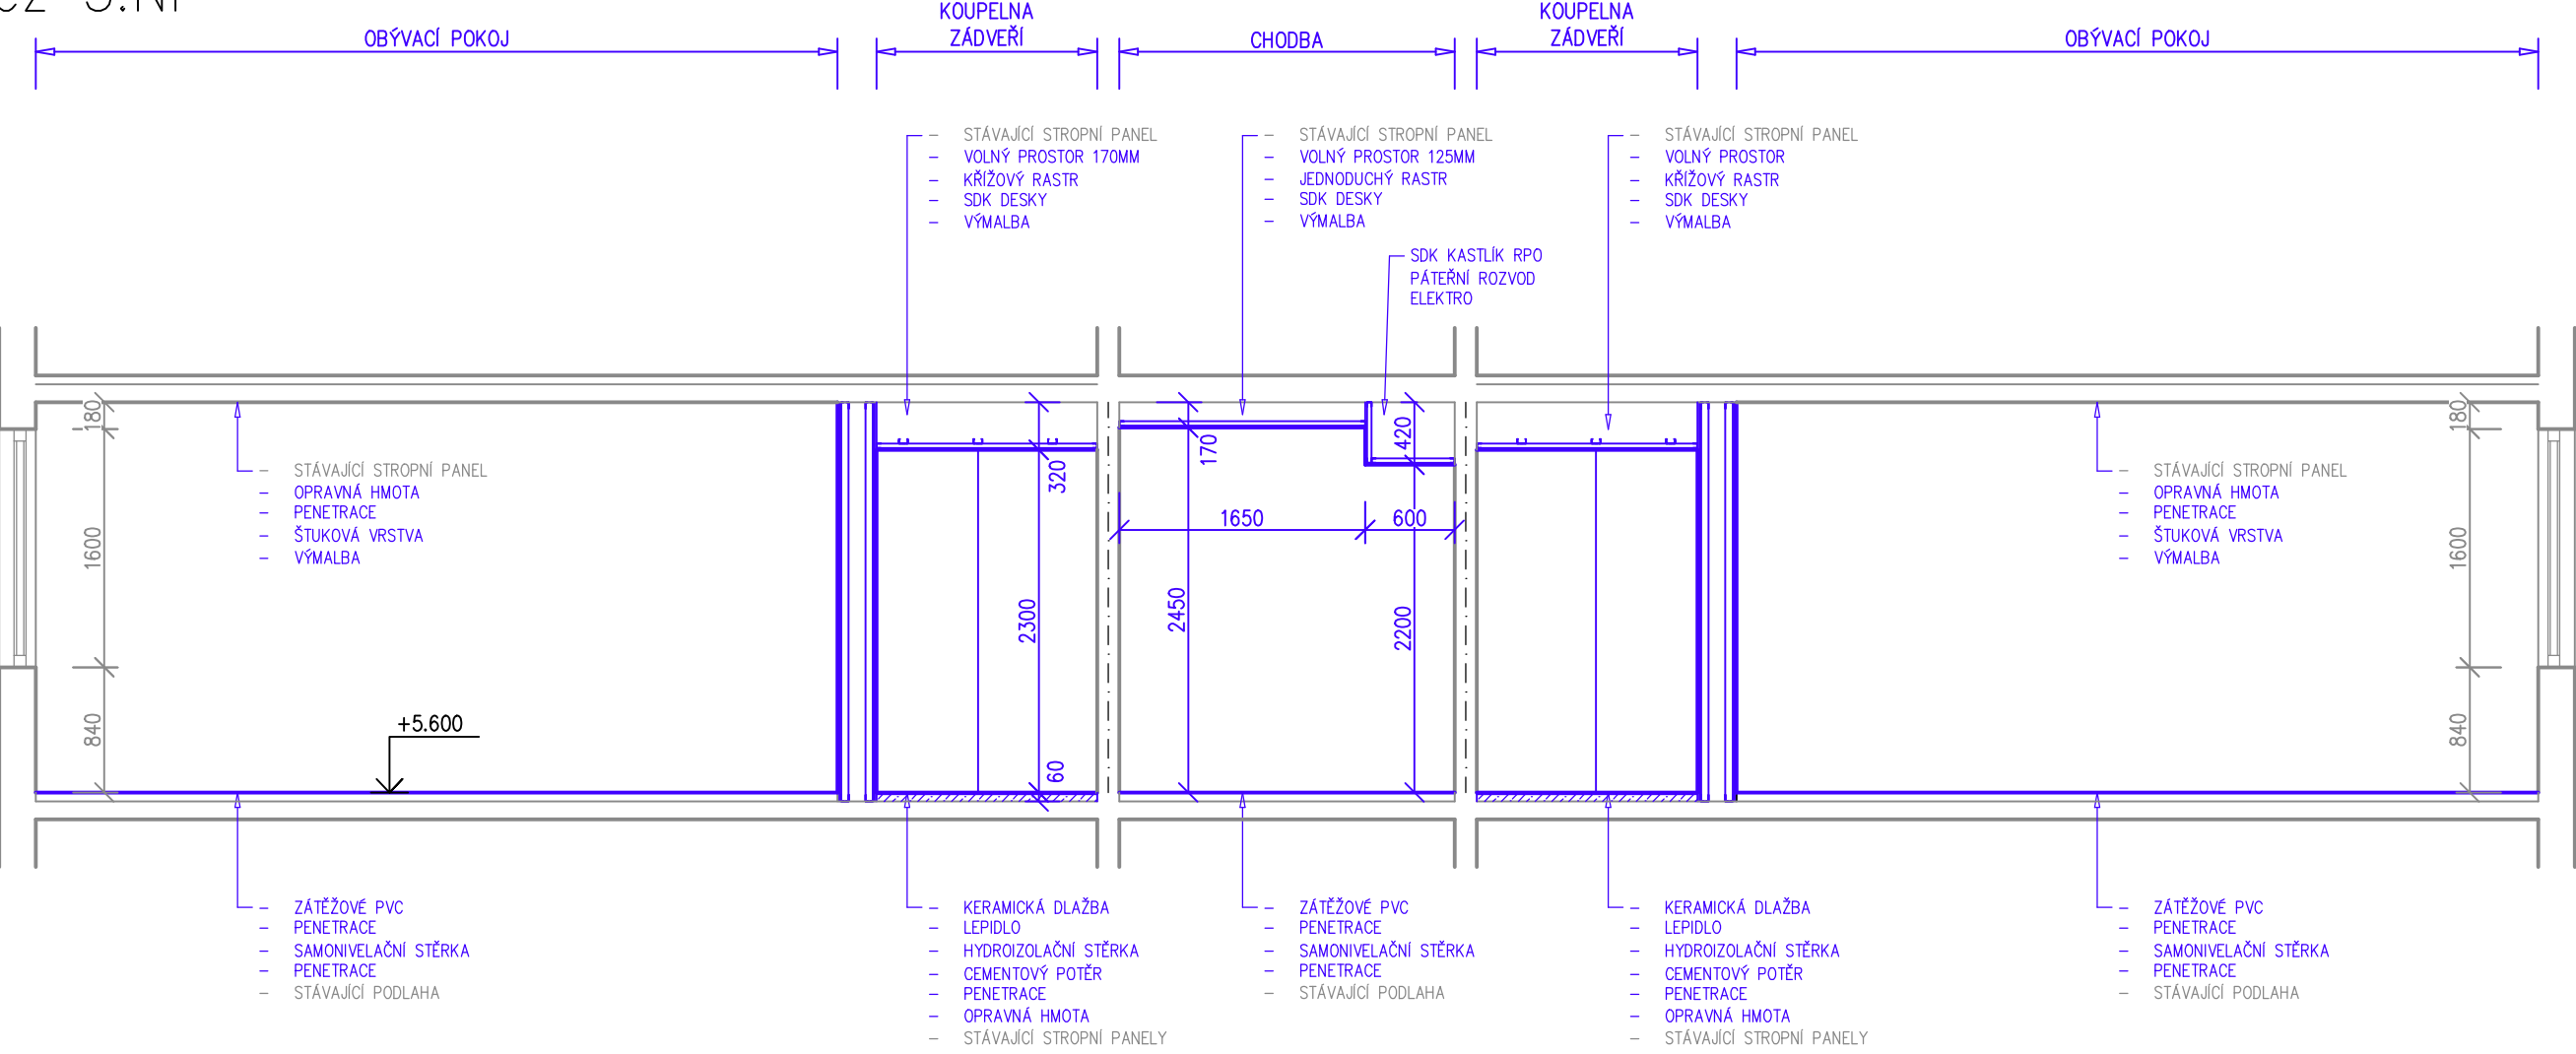 OBÝVACÍ POKOJ
KOUPELNA
ZÁDVEŘÍ
CHODBA
KOUPELNA
ZÁDVEŘÍ
OBÝVACÍ POKOJ
- STÁVAJÍCÍ STROPNÍ PANEL
- VOLNÝ PROSTOR 170MM
- KŘÍŽOVÝ RASTR
- SDK DESKY
- VÝMALBA
- STÁVAJÍCÍ STROPNÍ PANEL
- VOLNÝ PROSTOR 125MM
- JEDNODUCHÝ RASTR
- SDK DESKY
- VÝMALBA
- STÁVAJÍCÍ STROPNÍ PANEL
- VOLNÝ PROSTOR
- KŘÍŽOVÝ RASTR
- SDK DESKY
- VÝMALBA
SDK KASTLÍK RPO
PÁTEŘNÍ ROZVOD
ELEKTRO
180
1600
840
- STÁVAJÍCÍ STROPNÍ PANEL
- OPRAVNÁ HMOTA
- PENETRACE
- ŠTUKOVÁ VRSTVA
- VÝMALBA
+5.600
320
2300
60
170
2450
1650
600
420
2200
- STÁVAJÍCÍ STROPNÍ PANEL
- OPRAVNÁ HMOTA
- PENETRACE
- ŠTUKOVÁ VRSTVA
- VÝMALBA
180
1600
840
- ZÁTĚŽOVÉ PVC
- PENETRACE
- SAMONIVELAČNÍ STĚRKA
- PENETRACE
- STÁVAJÍCÍ PODLAHA
- KERAMICKÁ DLAŽBA
- LEPIDLO
- HYDROIZOLAČNÍ STĚRKA
- CEMENTOVÝ POTĚR
- PENETRACE
- OPRAVNÁ HMOTA
- STÁVAJÍCÍ STROPNÍ PANELY
- ZÁTĚŽOVÉ PVC
- PENETRACE
- SAMONIVELAČNÍ STĚRKA
- PENETRACE
- STÁVAJÍCÍ PODLAHA
- KERAMICKÁ DLAŽBA
- LEPIDLO
- HYDROIZOLAČNÍ STĚRKA
- CEMENTOVÝ POTĚR
- PENETRACE
- OPRAVNÁ HMOTA
- STÁVAJÍCÍ STROPNÍ PANELY
- ZÁTĚŽOVÉ PVC
- PENETRACE
- SAMONIVELAČNÍ STĚRKA
- PENETRACE
- STÁVAJÍCÍ PODLAHA